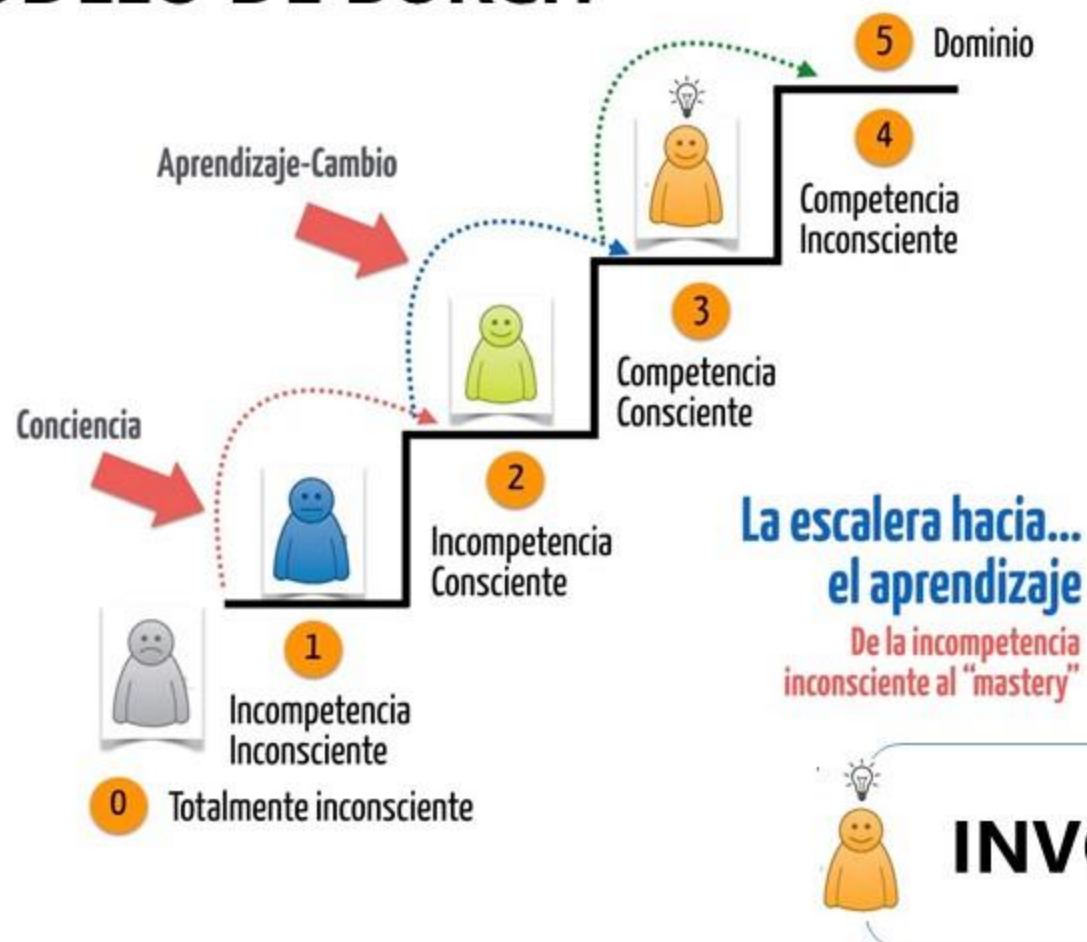 5 Dominio
4
Competencia
Inconsciente
Aprendizaje-Cambio
3
Competencia
Consciente
Conciencia
2
Incompetencia
Consciente
La escalera hacia...
el aprendizaje
De la incompetencia
inconsciente al “mastery”
1
Incompetencia
Inconsciente
0 Totalmente inconsciente